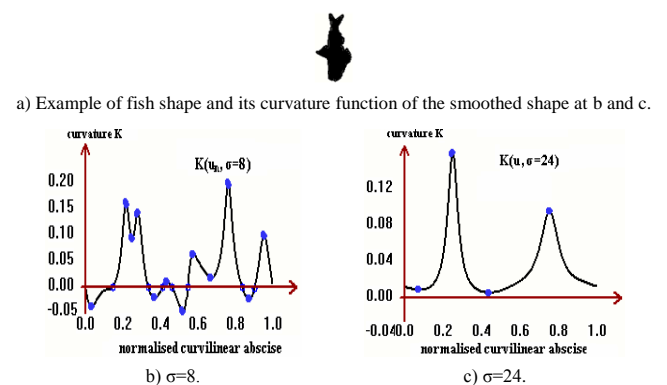 a) Example of fish shape and its curvature function of the smoothed shape at b and c.
curvature K
K(uₙ, σ=8)
0.20
0.15
0.10
0.05
0.00
-0.05
0.0 0.2 0.4 0.6 0.8 1.0
normalised curvilinear abscise
b) σ=8.
curvature K
K(u, σ=24)
0.12
0.08
0.04
0.00
-0.04
0.0 0.2 0.4 0.6 0.8 1.0
normalised curvilinear abscise
c) σ=24.